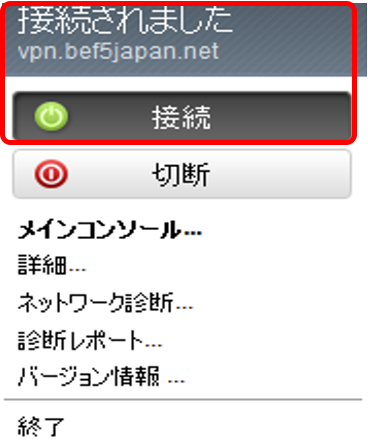 接続されました
vpn.bef5japan.net
接続
切断
メインコンソール...
詳細...
ネットワーク診断...
診断レポート...
バージョン情報 ...
終了